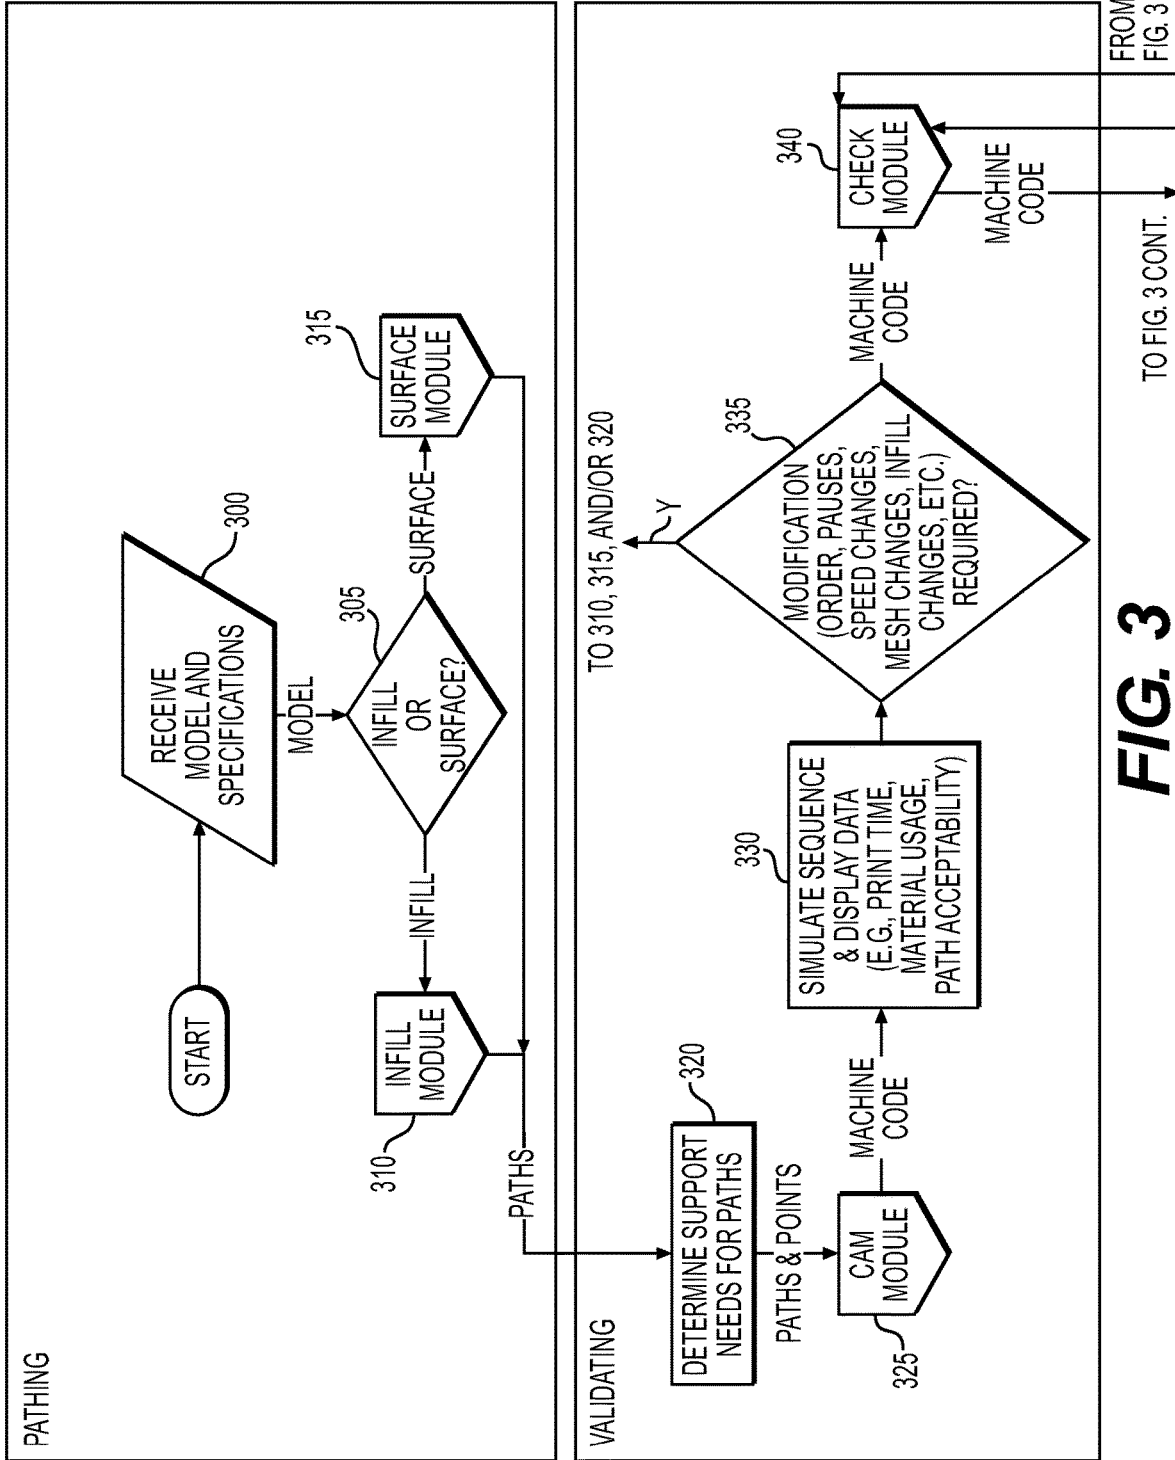 PATHING
START
RECEIVE
MODEL AND
SPECIFICATIONS
300
MODEL
INFILL
OR
SURFACE?
305
INFILL
SURFACE
INFILL
MODULE
310
SURFACE
MODULE
315
PATHS
VALIDATING
DETERMINE SUPPORT
NEEDS FOR PATHS
320
PATHS & POINTS
CAM
MODULE
325
MACHINE
CODE
SIMULATE SEQUENCE
& DISPLAY DATA
(E.G., PRINT TIME,
MATERIAL USAGE,
PATH ACCEPTABILITY)
330
TO 310, 315, AND/OR 320
Y
MODIFICATION
(ORDER, PAUSES,
SPEED CHANGES,
MESH CHANGES, INFILL
CHANGES, ETC.)
REQUIRED?
335
MACHINE
CODE
CHECK
MODULE
340
MACHINE
CODE
TO FIG. 3 CONT.
FROM
FIG. 3
FIG. 3